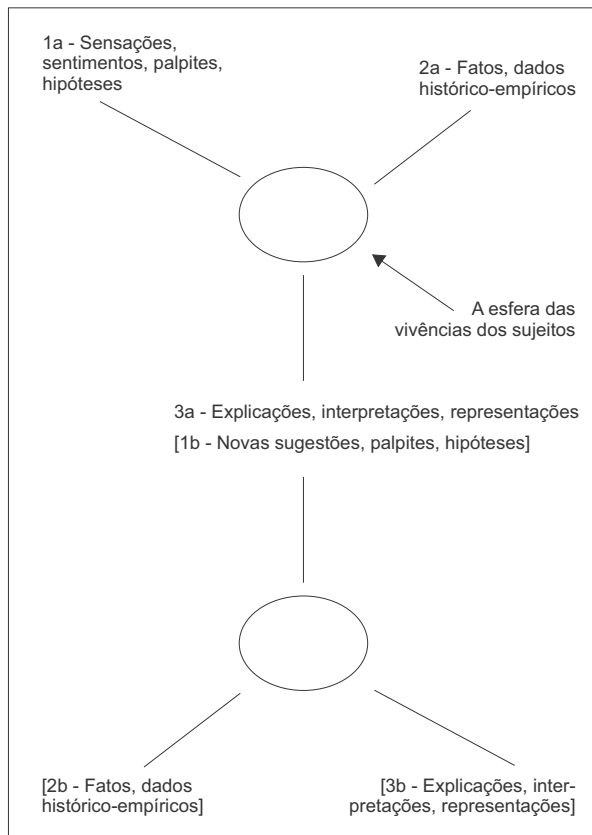 1a - Sensações,
sentimentos, palpites,
hipóteses
2a - Fatos, dados
histórico-empíricos
A esfera das
vivências dos sujeitos
3a - Explicações, interpretações, representações
[1b - Novas sugestões, palpites, hipóteses]
[2b - Fatos, dados
histórico-empíricos]
[3b - Explicações, inter-
pretações, representações]